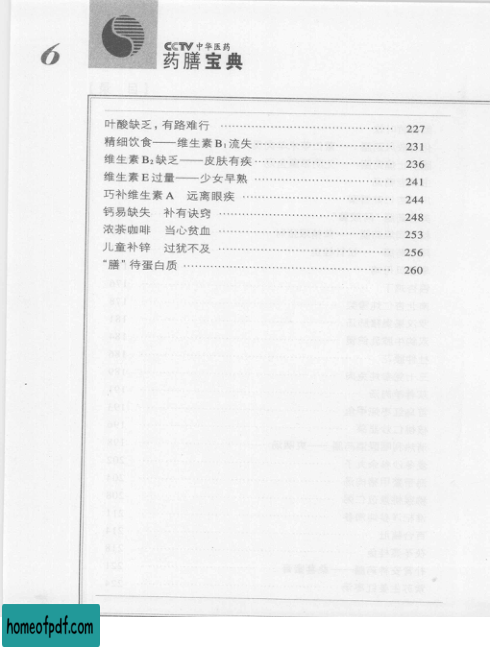 6
CCTV 中华医药
药膳宝典
叶酸缺乏，有路难行 …………………………………… 227
精细饮食——维生素 B₁ 流失 …………………………… 231
维生素 B₂ 缺乏——皮肤有疾 …………………………… 236
维生素 E 过量——少女早熟 …………………………… 241
巧补维生素 A 远离眼疾 ……………………………… 244
钙易缺失 补有诀窍 …………………………………… 248
浓茶咖啡 当心贫血 …………………………………… 253
儿童补锌 过犹不及 …………………………………… 256
“膳”待蛋白质 ………………………………………… 260
homeofpdf.com